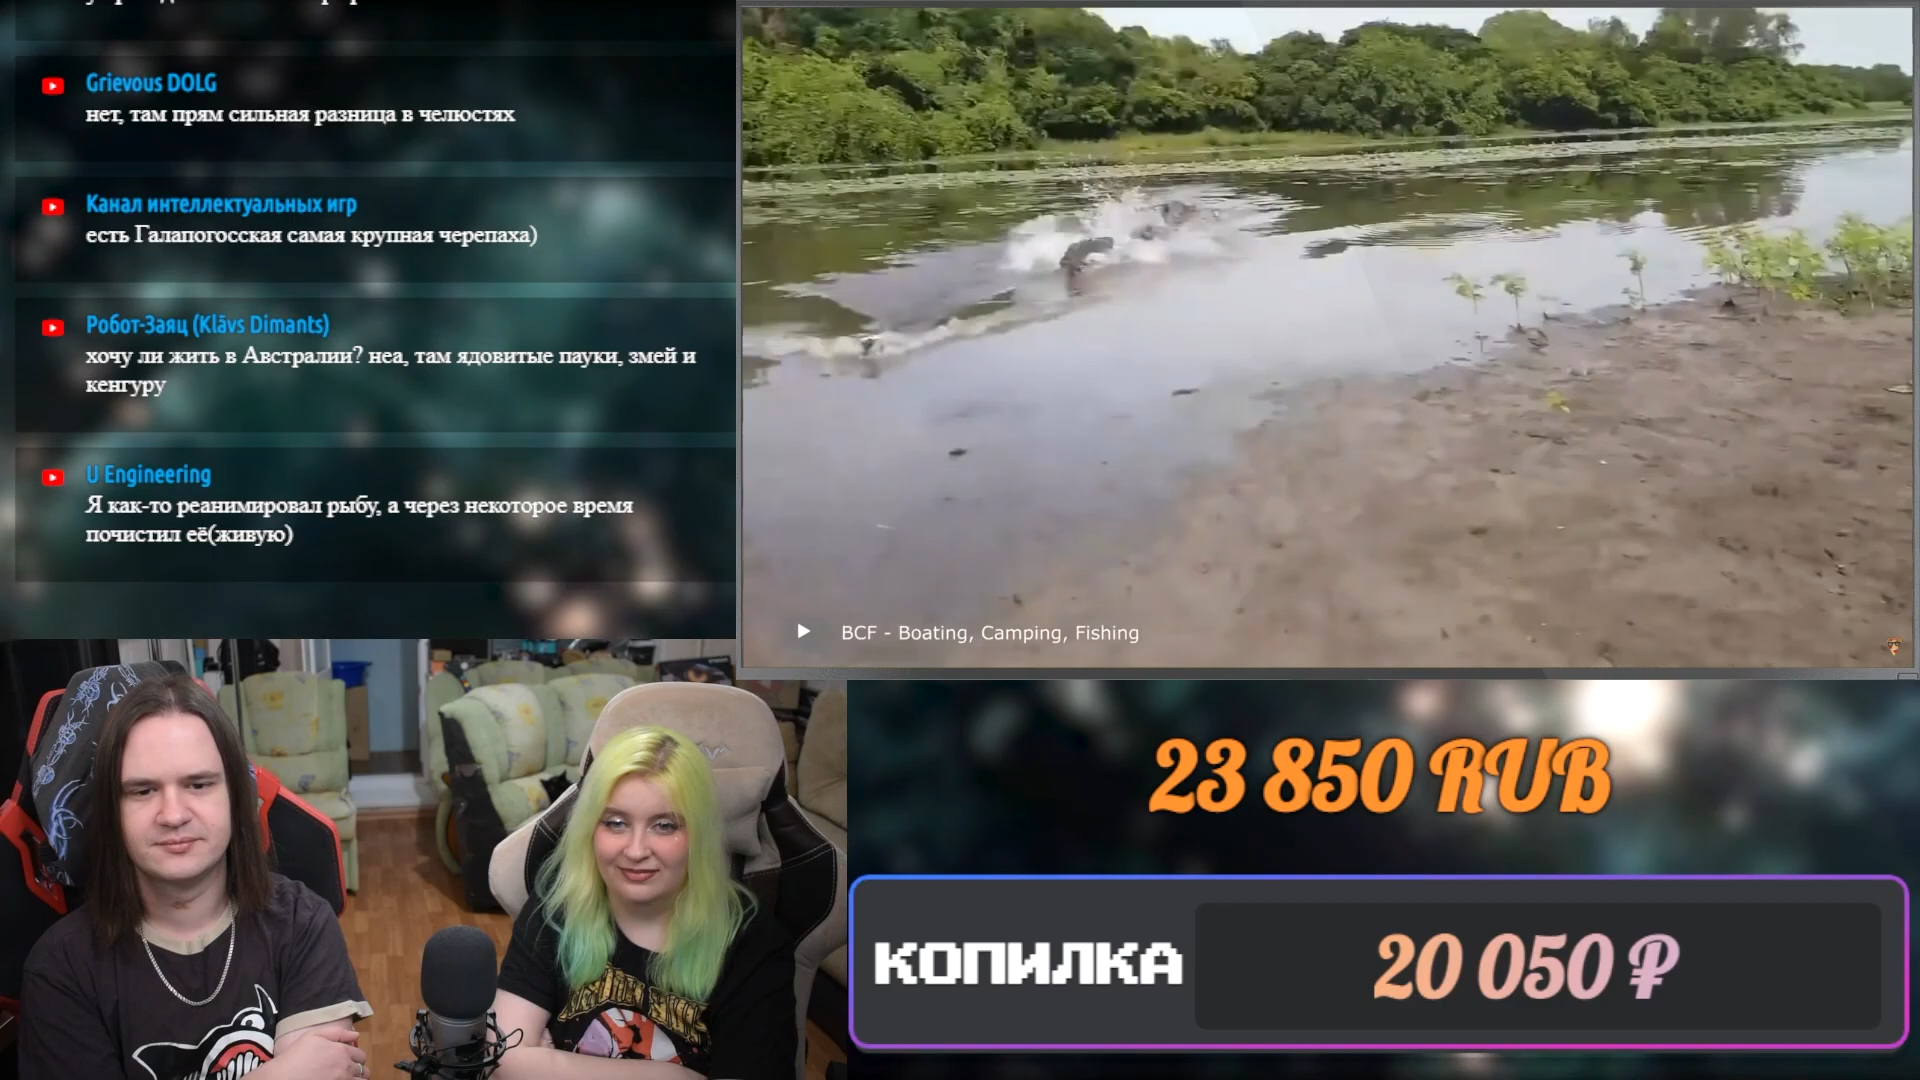 Grievous DOLG
нет, там прям сильная разница в челюстях
Канал интеллектуальных игр
есть Галапогосская самая крупная черепаха)
Робот-Заяц (Klāvs Dimants)
хочу ли жить в Австралии? неа, там ядовитые пауки, змей и
кенгуру
U Engineering
Я как-то реанимировал рыбу, а через некоторое время
почистил её(живую)
BCF - Boating, Camping, Fishing
23 850 RUB
КОПИЛКА
20 050 ₽